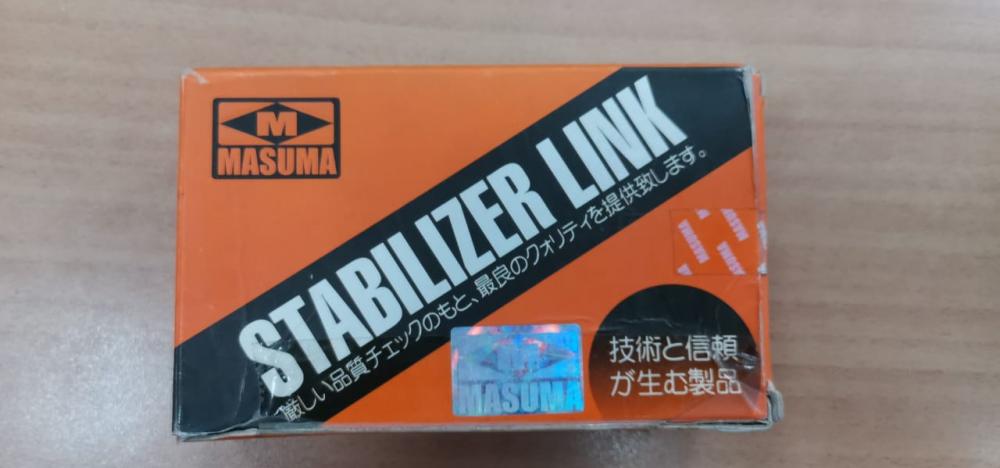 M
MASUMA
STABILIZER LINK
厳しい品質チェックのもと、最良のクォリティを提供致します。
MASUMA
技術と信頼
が生む製品